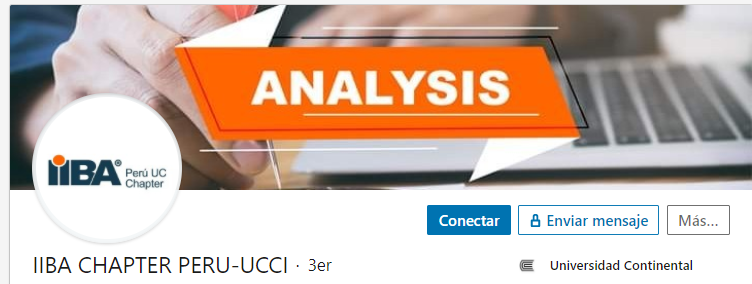 ANALYSIS
IIBA® Perú UC
Chapter
Conectar
Enviar mensaje
Más...
IIBA CHAPTER PERU-UCCI · 3er
Universidad Continental